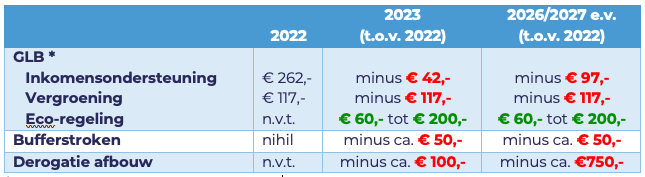 2022 2023 (t.o.v. 2022) 2026/2027 e.v. (t.o.v. 2022)
GLB *
Inkomensondersteuning € 262,- minus € 42,- minus € 97,-
Vergroening € 117,- minus € 117,- minus € 117,-
Eco-regeling n.v.t. € 60,- tot € 200,- € 60,- tot € 200,-
Bufferstroken nihil minus ca. € 50,- minus ca. € 50,-
Derogatie afbouw n.v.t. minus ca. € 100,- minus ca. €750,-